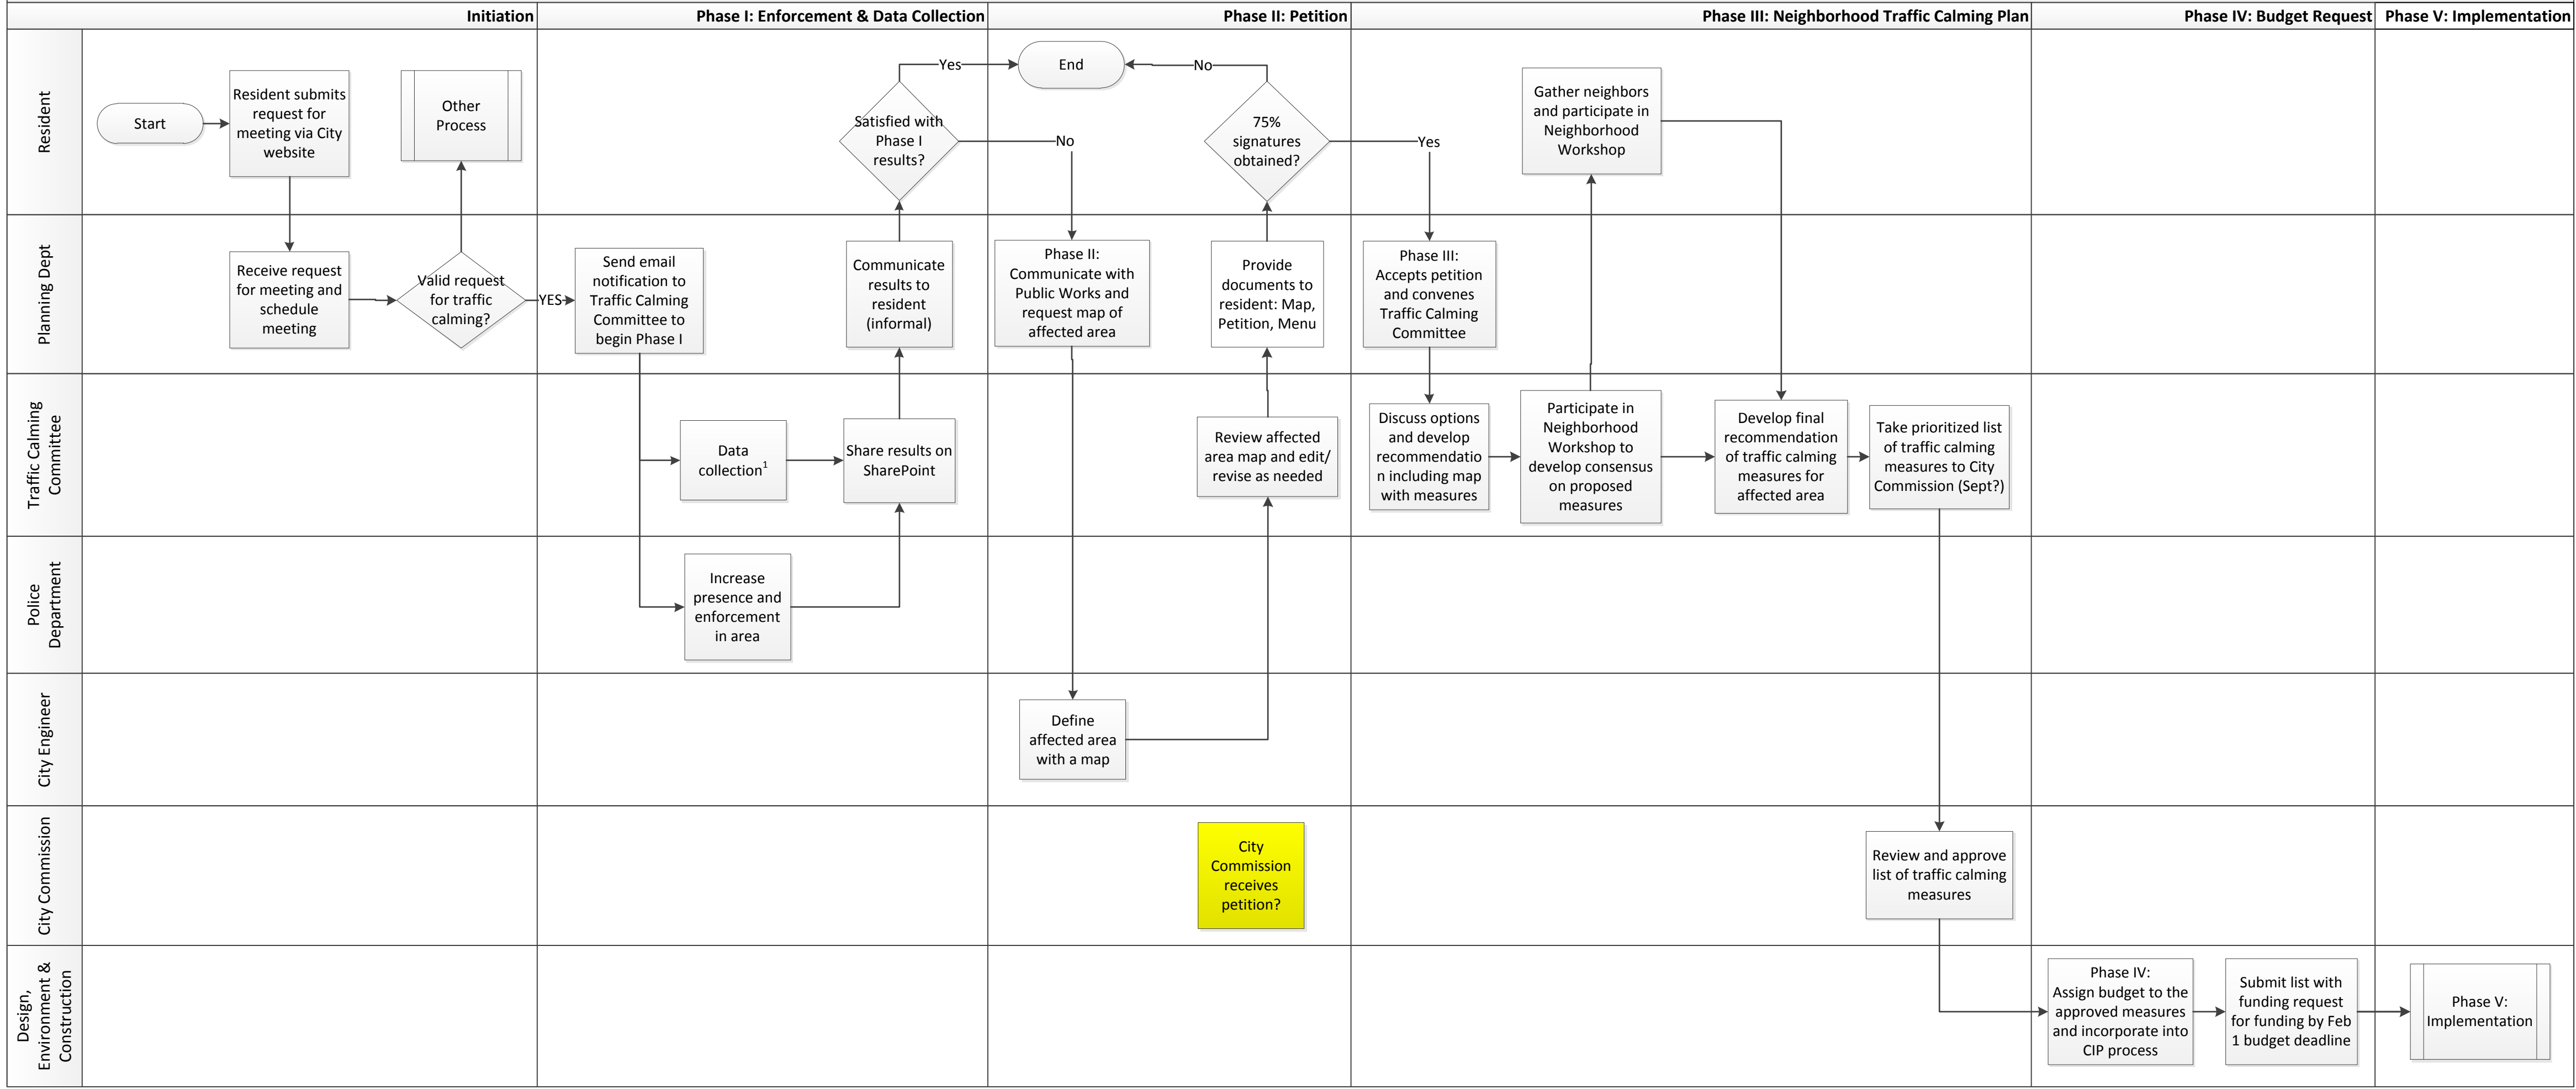 Initiation
Phase I: Enforcement & Data Collection
Phase II: Petition
Phase III: Neighborhood Traffic Calming Plan
Phase IV: Budget Request
Phase V: Implementation
Resident
Start
Resident submits
request for
meeting via City
website
Other
Process
Satisfied with
Phase I
results?
Yes
End
No
No
75%
signatures
obtained?
Yes
Gather neighbors
and participate in
Neighborhood
Workshop
Planning Dept
Receive request
for meeting and
schedule
meeting
Valid request
for traffic
calming?
YES
Send email
notification to
Traffic Calming
Committee to
begin Phase I
Communicate
results to
resident
(informal)
Phase II:
Communicate with
Public Works and
request map of
affected area
Provide
documents to
resident: Map,
Petition, Menu
Phase III:
Accepts petition
and convenes
Traffic Calming
Committee
Traffic Calming
Committee
Data
collection¹
Share results on
SharePoint
Review affected
area map and edit/
revise as needed
Discuss options
and develop
recommendatio
n including map
with measures
Participate in
Neighborhood
Workshop to
develop consensus
on proposed
measures
Develop final
recommendation
of traffic calming
measures for
affected area
Take prioritized list
of traffic calming
measures to City
Commission (Sept?)
Police
Department
Increase
presence and
enforcement
in area
City Engineer
Define
affected area
with a map
City Commission
City
Commission
receives
petition?
Review and approve
list of traffic calming
measures
Design,
Environment &
Construction
Phase IV:
Assign budget to the
approved measures
and incorporate into
CIP process
Submit list with
funding request
for funding by Feb
1 budget deadline
Phase V:
Implementation